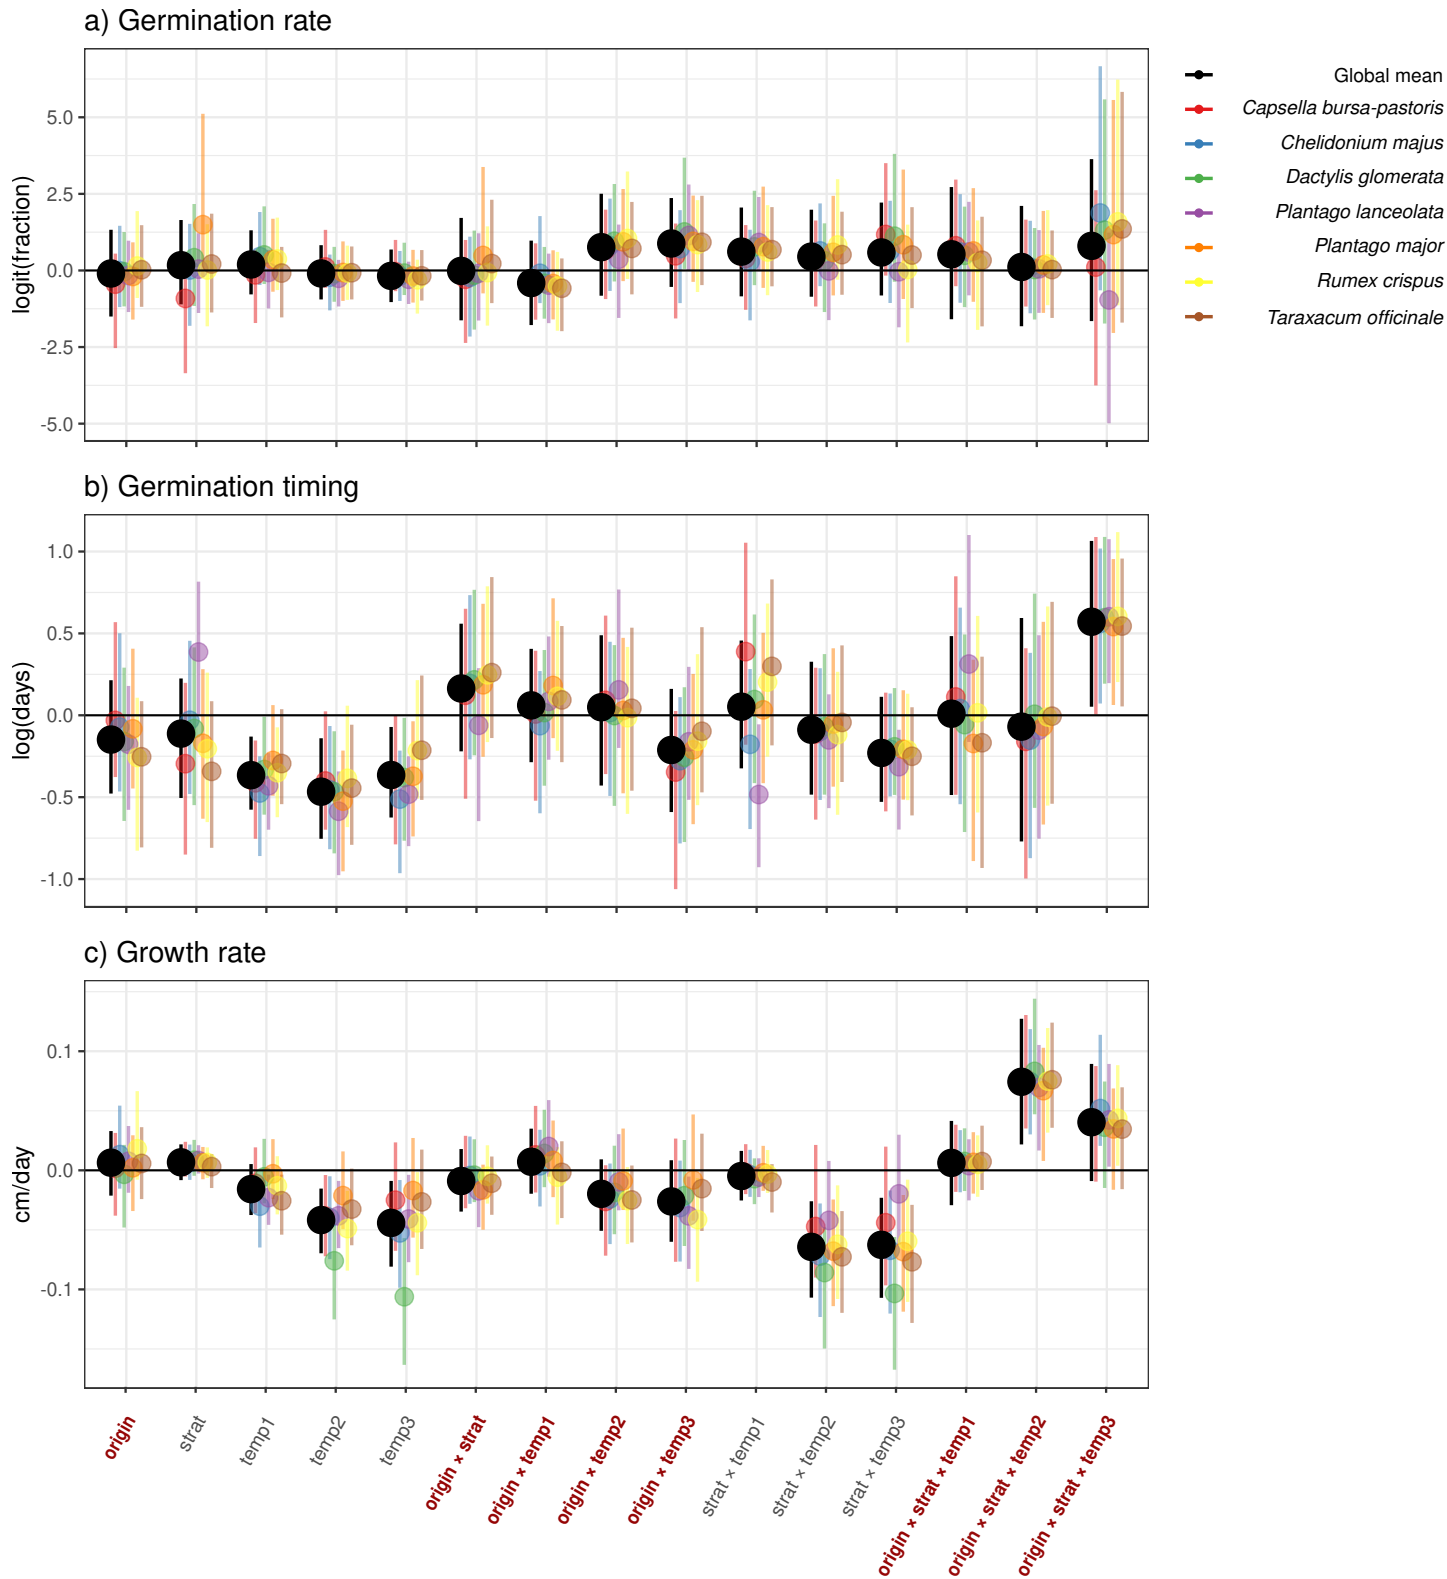 a) Germination rate
logit(fraction)
5.0
2.5
0.0
-2.5
-5.0
Global mean
Capsella bursa-pastoris
Chelidonium majus
Dactylis glomerata
Plantago lanceolata
Plantago major
Rumex crispus
Taraxacum officinale
b) Germination timing
log(days)
1.0
0.5
0.0
-0.5
-1.0
c) Growth rate
cm/day
0.1
0.0
-0.1
origin
strat
temp1
temp2
temp3
origin × strat
origin × temp1
origin × temp2
origin × temp3
strat × temp1
strat × temp2
strat × temp3
origin × strat × temp1
origin × strat × temp2
origin × strat × temp3